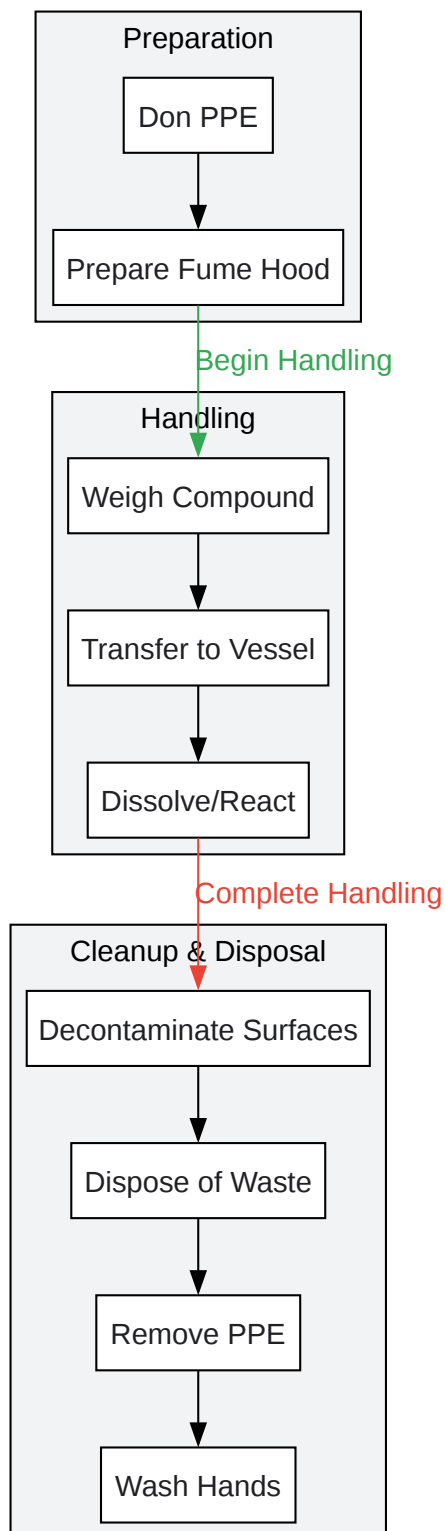 Preparation
Don PPE
Prepare Fume Hood
Begin Handling
Handling
Weigh Compound
Transfer to Vessel
Dissolve/React
Complete Handling
Cleanup & Disposal
Decontaminate Surfaces
Dispose of Waste
Remove PPE
Wash Hands